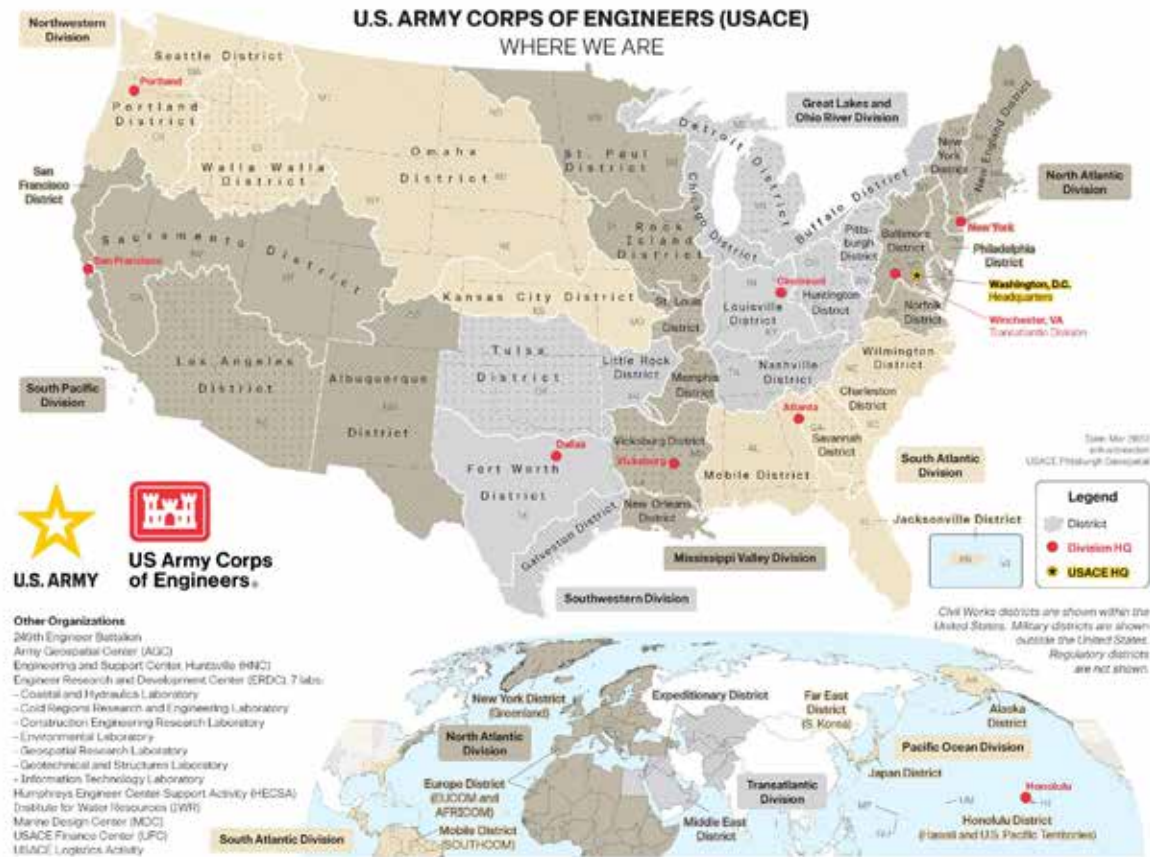 U.S. ARMY CORPS OF ENGINEERS (USACE)
WHERE WE ARE
Northwestern
Division
Seattle District
Portland
Portland
District
Walla Walla
District
Omaha
District
St. Paul
District
Great Lakes and
Ohio River Division
Detroit District
Chicago District
Buffalo District
New
York
District
New England District
North Atlantic
Division
San
Francisco
District
Sacramento District
San Francisco
Rock
Island
District
Pitts-
burgh
District
Baltimore
District
New York
Philadelphia
District
Washington, D.C.
Headquarters
Winchester, VA
Transatlantic Division
Norfolk
District
Kansas City District
St. Louis
District
Cincinnati
Louisville
District
Huntington
District
Los Angeles
District
Albuquerque
District
Tulsa
District
Little Rock
District
Memphis
District
Nashville
District
Wilmington
District
Charleston
District
South Pacific
Division
Dallas
Fort Worth
District
Vicksburg District
Vicksburg
Atlanta
Savannah
District
Mobile District
South Atlantic
Division
Galveston District
New Orleans
District
Jacksonville District
Mississippi Valley Division
Southwestern Division
USACE, Pittsburgh Geospatial
Legend
District
Division HQ
USACE HQ
U.S. ARMY
US Army Corps
of Engineers®
Civil Works districts are shown within the
United States. Military districts are shown
outside the United States.
Regulatory districts
are not shown.
Other Organizations
249th Engineer Battalion
Army Geospatial Center (AGC)
Engineering and Support Center, Huntsville (HNC)
Engineer Research and Development Center (ERDC), 7 labs:
- Coastal and Hydraulics Laboratory
- Cold Regions Research and Engineering Laboratory
- Construction Engineering Research Laboratory
- Environmental Laboratory
- Geospatial Research Laboratory
- Geotechnical and Structures Laboratory
- Information Technology Laboratory
Humphreys Engineer Center Support Activity (HECSA)
Institute for Water Resources (IWR)
Marine Design Center (MDC)
USACE Finance Center (UFC)
USACE Logistics Activity
New York District
(Greenland)
North Atlantic
Division
Europe District
(EUCOM and
AFRICOM)
Mobile District
(SOUTHCOM)
South Atlantic Division
Expeditionary District
Transatlantic
Division
Middle East
District
Far East
District
(S. Korea)
Japan District
Alaska
District
Pacific Ocean Division
Honolulu
Honolulu District
(Hawaii and U.S. Pacific Territories)